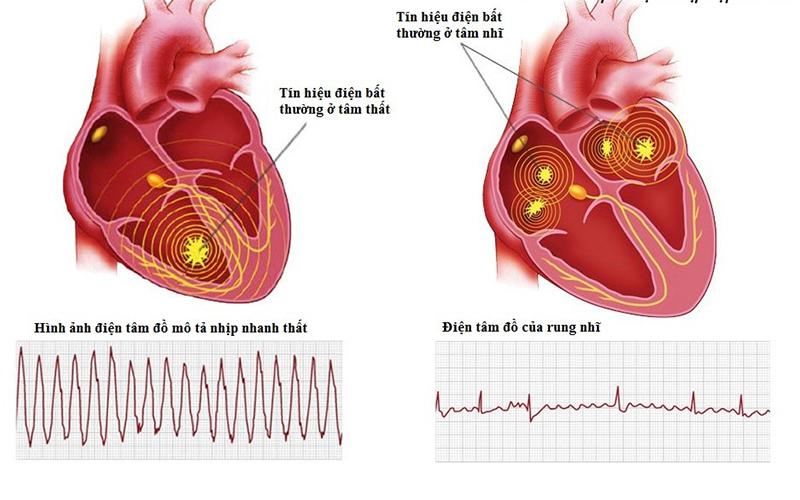 Tín hiệu điện bất
thường ở tâm nhĩ
Tín hiệu điện bất
thường ở tâm thất
Hình ảnh điện tâm đồ mô tả nhịp nhanh thất
Điện tâm đồ của rung nhĩ